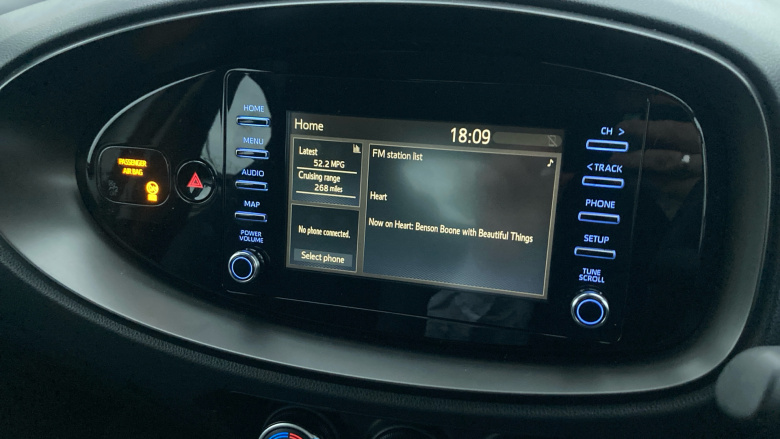 HOME
MENU
AUDIO
MAP
POWER
VOLUME
PASSENGER
AIR BAG
ON
Home
18:09
Latest
52.2 MPG
Cruising range
268 miles
No phone connected.
Select phone
FM station list
Heart
Now on Heart: Benson Boone with Beautiful Things
CH >
< TRACK
PHONE
SETUP
TUNE
SCROLL